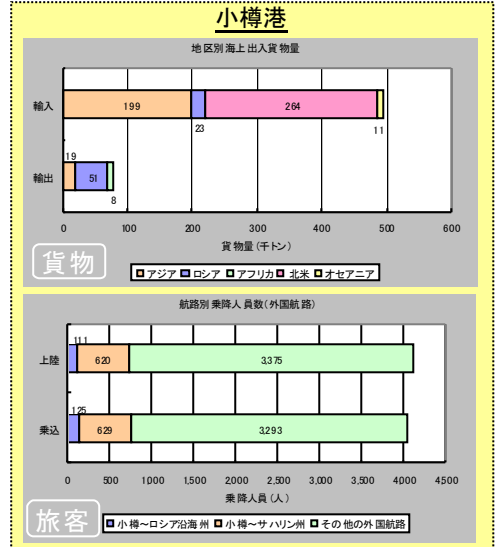 小樽港
地区別海上出入貨物量
輸入
199
264
23
11
19
輸出
51
8
0 100 200 300 400 500 600
貨物量(千トン)
貨物
アジア ロシア アフリカ 北米 オセアニア
航路別乗降人員数(外国航路)
111
上陸
620
3,375
125
乗込
629
3,293
0 500 1,000 1,500 2,000 2,500 3,000 3,500 4,000 4,500
乗降人員(人)
旅客
小樽～ロシア沿海州 小樽～サハリン州 その他の外国航路